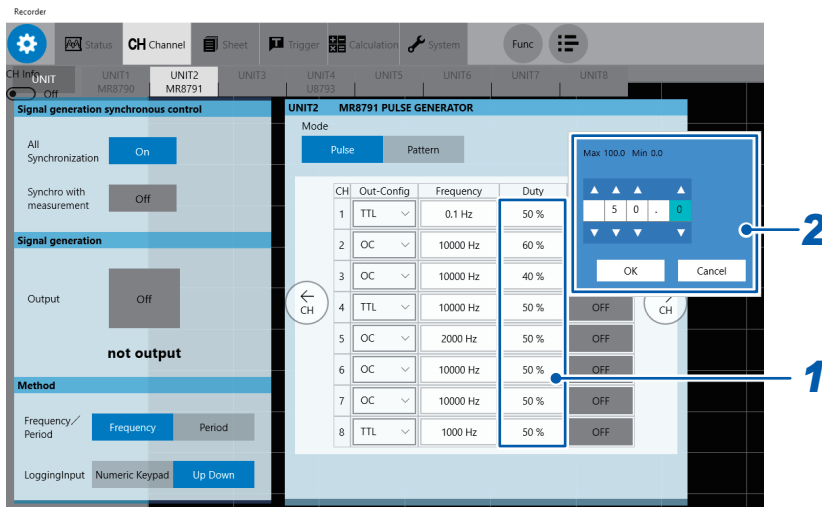 Recorder
Status CH Channel Sheet Trigger Calculation System Func
CH Info UNIT UNIT1 UNIT2 UNIT3 UNIT4 UNIT5 UNIT6 UNIT7 UNIT8
Off MR8790 MR8791 U8793
Signal generation synchronous control
All
Synchronization On
Synchro with
measurement Off
Signal generation
Output Off
not output
Method
Frequency/
Period Frequency Period
LoggingInput Numeric Keypad Up Down
UNIT2 MR8791 PULSE GENERATOR
Mode
Pulse Pattern
CH Out-Config Frequency Duty
1 TTL 0.1 Hz 50 %
2 OC 10000 Hz 60 %
3 OC 10000 Hz 40 %
4 TTL 10000 Hz 50 % OFF
5 OC 2000 Hz 50 % OFF
6 OC 10000 Hz 50 % OFF
7 OC 10000 Hz 50 % OFF
8 TTL 1000 Hz 50 % OFF
← CH
CH
Max 100.0 Min 0.0
5 0 . 0
OK Cancel
2
1